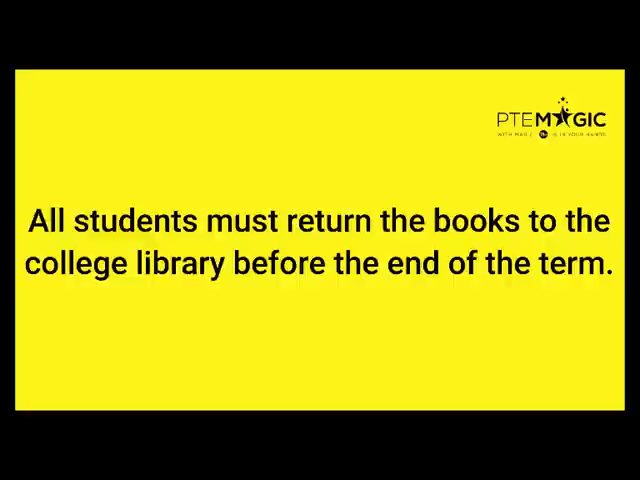 PTEMAGIC
All students must return the books to the
college library before the end of the term.